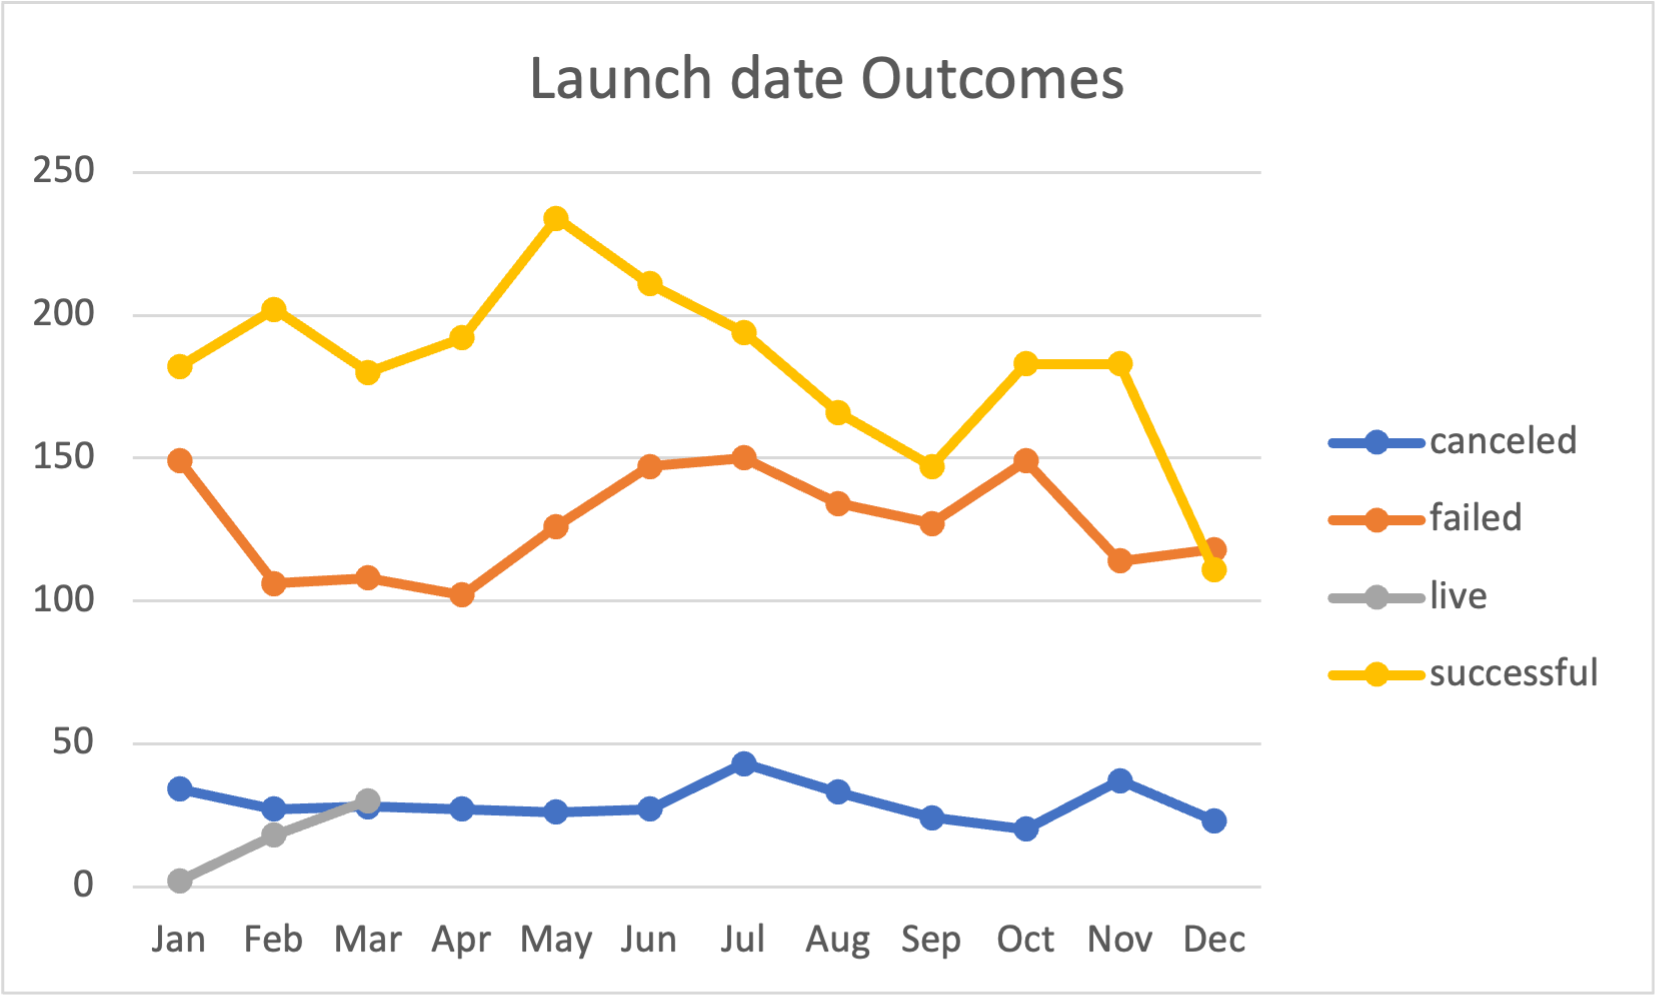 Launch date Outcomes
250
200
150
100
50
0
Jan Feb Mar Apr May Jun Jul Aug Sep Oct Nov Dec
canceled
failed
live
successful